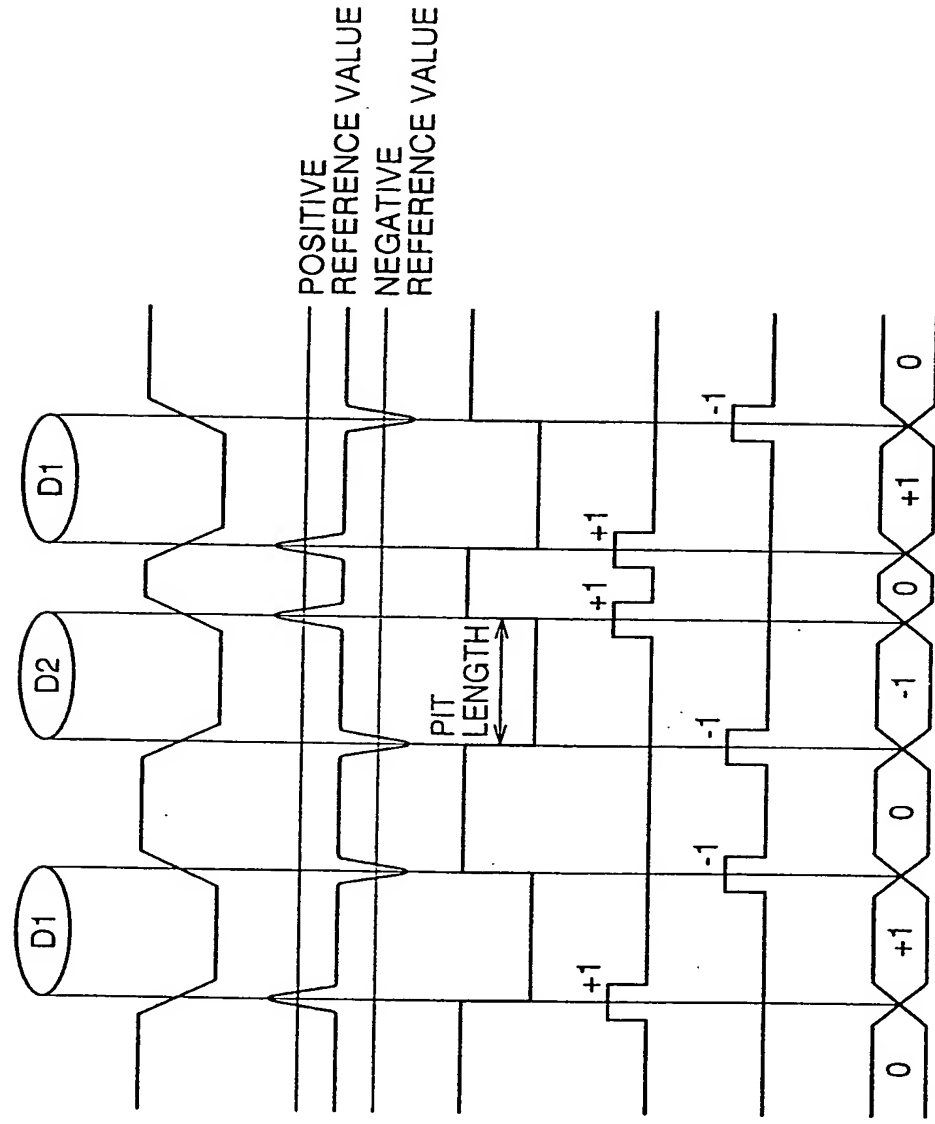 D1
D2
D1
POSITIVE
REFERENCE VALUE
NEGATIVE
REFERENCE VALUE
PIT
LENGTH
+1
+1
+1
-1
-1
-1
0
+1
0
-1
0
+1
0